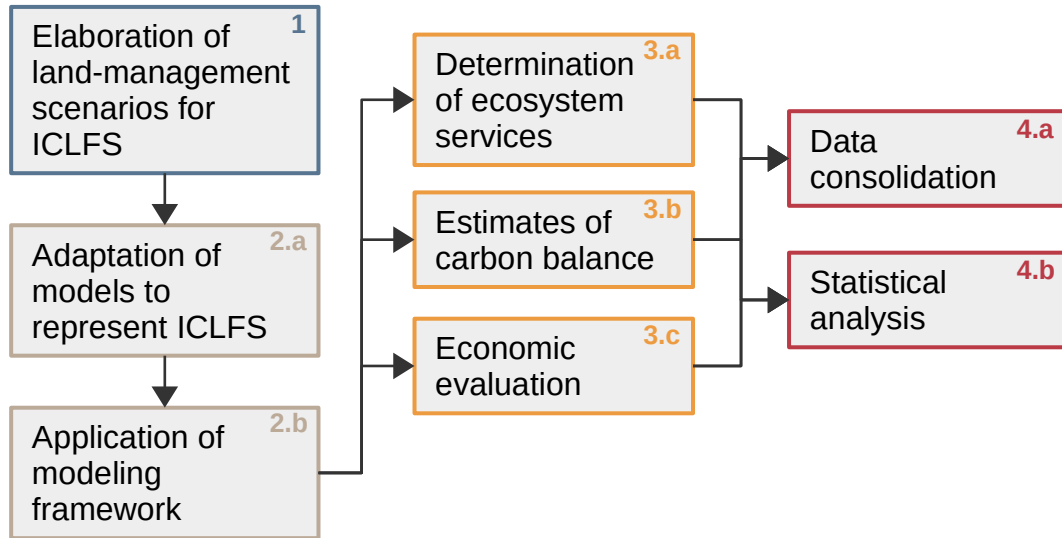 1
Elaboration of
land-management
scenarios for
ICLFS
2.a
Adaptation of
models to
represent ICLFS
2.b
Application of
modeling
framework
3.a
Determination
of ecosystem
services
3.b
Estimates of
carbon balance
3.c
Economic
evaluation
4.a
Data
consolidation
4.b
Statistical
analysis